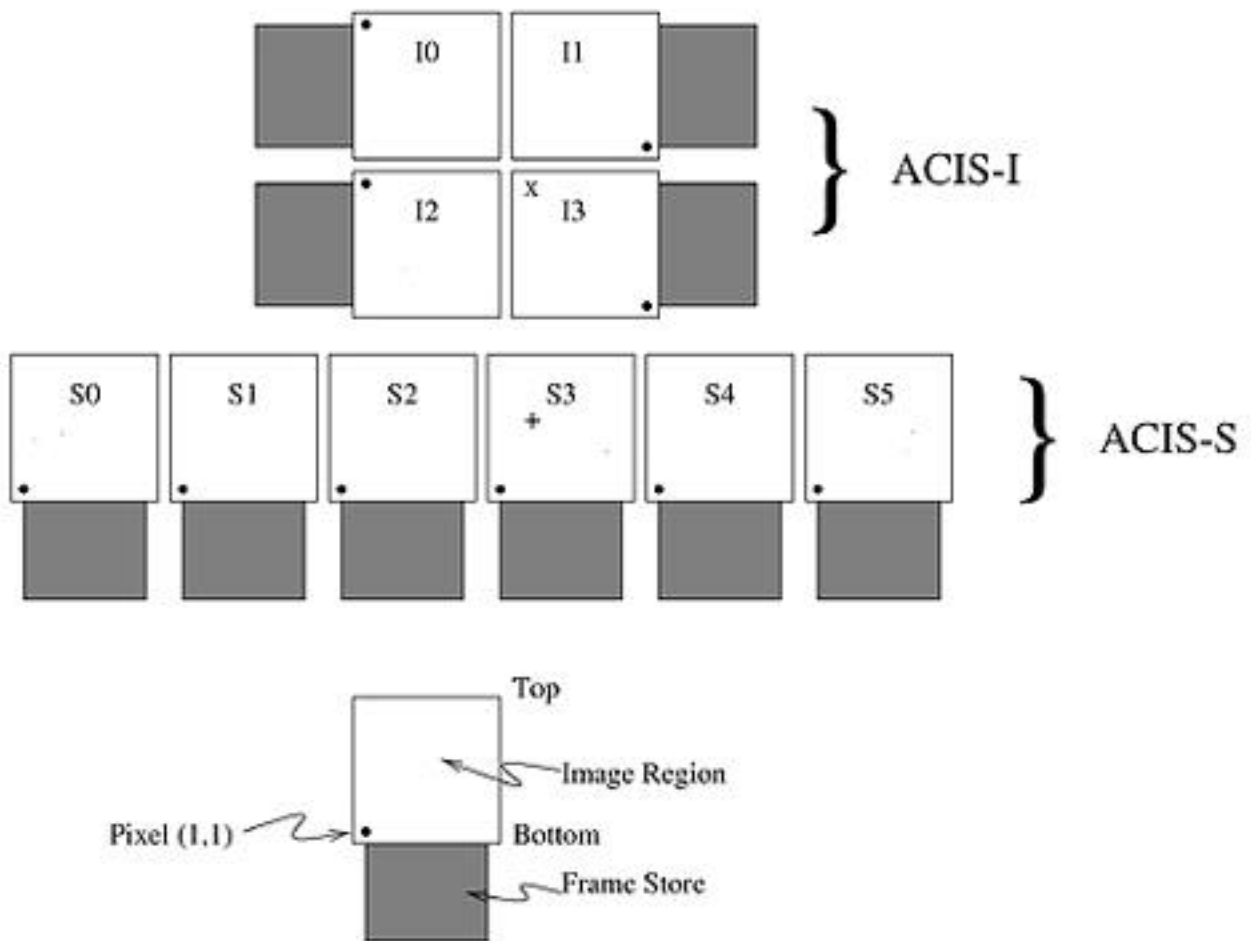 I0 I1
ACIS-I
I2 x I3
S0 S1 S2 S3 S4 S5
+
ACIS-S
Top
Image Region
Pixel (1,1)
Bottom
Frame Store